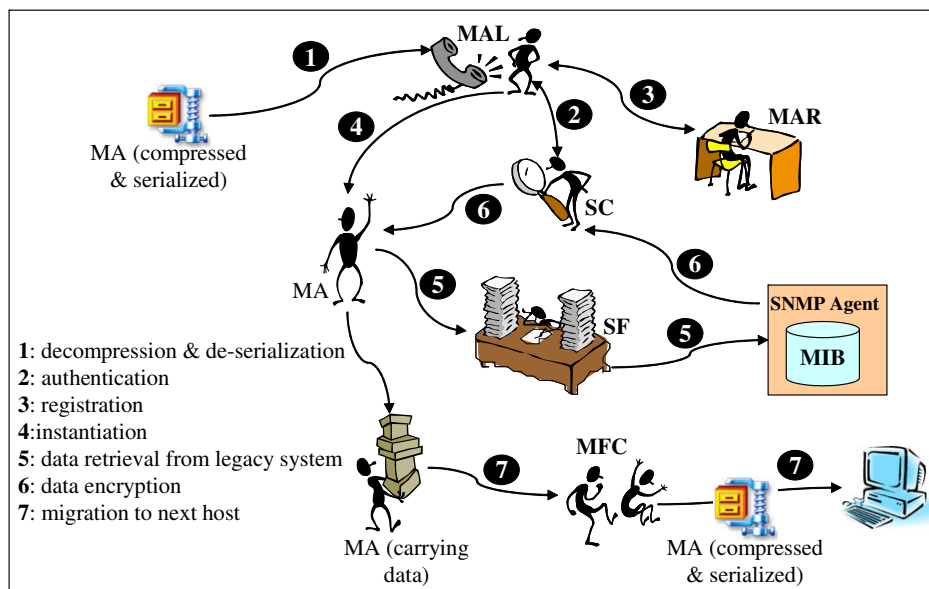 MAL
1
2
3
MAR
4
MA (compressed
& serialized)
6
SC
6
MA
5
SNMP Agent
SF
5
MIB
1: decompression & de-serialization
2: authentication
3: registration
4:instantiation
5: data retrieval from legacy system
6: data encryption
7: migration to next host
7
MFC
7
MA (carrying
data)
MA (compressed
& serialized)